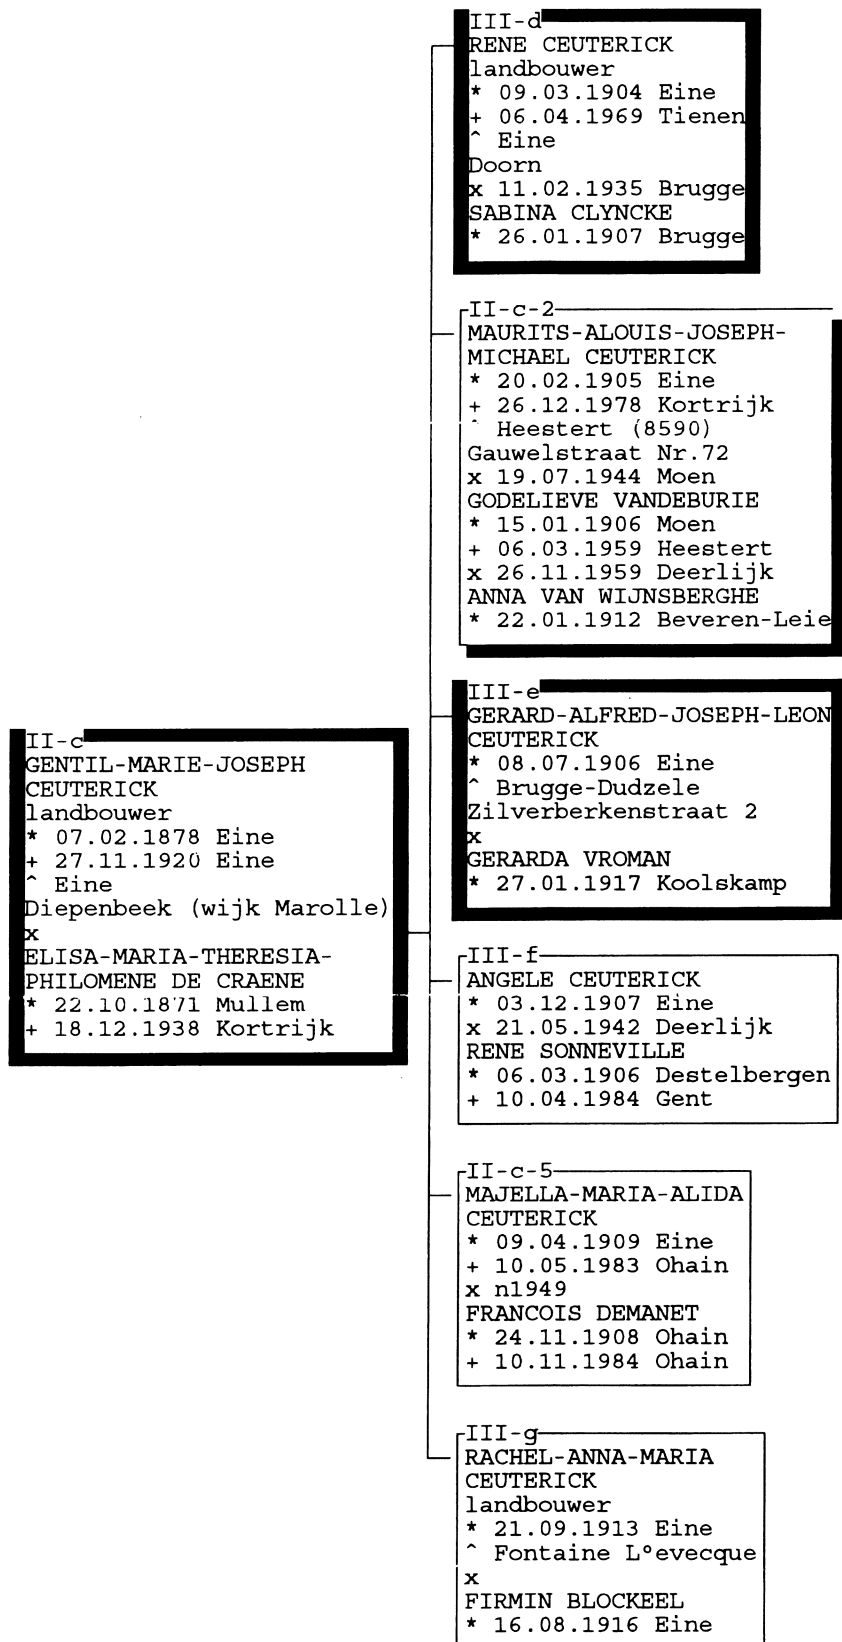 II-c
GENTIL-MARIE-JOSEPH
CEUTERICK
landbouwer
* 07.02.1878 Eine
+ 27.11.1920 Eine
^ Eine
Diepenbeek (wijk Marolle)
x
ELISA-MARIA-THERESIA-
PHILOMENE DE CRAENE
* 22.10.1871 Mullem
+ 18.12.1938 Kortrijk
III-d
RENE CEUTERICK
landbouwer
* 09.03.1904 Eine
+ 06.04.1969 Tienen
^ Eine
Doorn
x 11.02.1935 Brugge
SABINA CLYNCKE
* 26.01.1907 Brugge
II-c-2
MAURITS-ALOUIS-JOSEPH-
MICHAEL CEUTERICK
* 20.02.1905 Eine
+ 26.12.1978 Kortrijk
^ Heestert (8590)
Gauwelstraat Nr.72
x 19.07.1944 Moen
GODELIEVE VANDEBURIE
* 15.01.1906 Moen
+ 06.03.1959 Heestert
x 26.11.1959 Deerlijk
ANNA VAN WIJNSBERGHE
* 22.01.1912 Beveren-Leie
III-e
GERARD-ALFRED-JOSEPH-LEON
CEUTERICK
* 08.07.1906 Eine
^ Brugge-Dudzele
Zilverberkenstraat 2
x
GERARDA VROMAN
* 27.01.1917 Koolskamp
III-f
ANGELE CEUTERICK
* 03.12.1907 Eine
x 21.05.1942 Deerlijk
RENE SONNEVILLE
* 06.03.1906 Destelbergen
+ 10.04.1984 Gent
II-c-5
MAJELLA-MARIA-ALIDA
CEUTERICK
* 09.04.1909 Eine
+ 10.05.1983 Ohain
x n1949
FRANCOIS DEMANET
* 24.11.1908 Ohain
+ 10.11.1984 Ohain
III-g
RACHEL-ANNA-MARIA
CEUTERICK
landbouwer
* 21.09.1913 Eine
^ Fontaine L°evecque
x
FIRMIN BLOCKEEL
* 16.08.1916 Eine